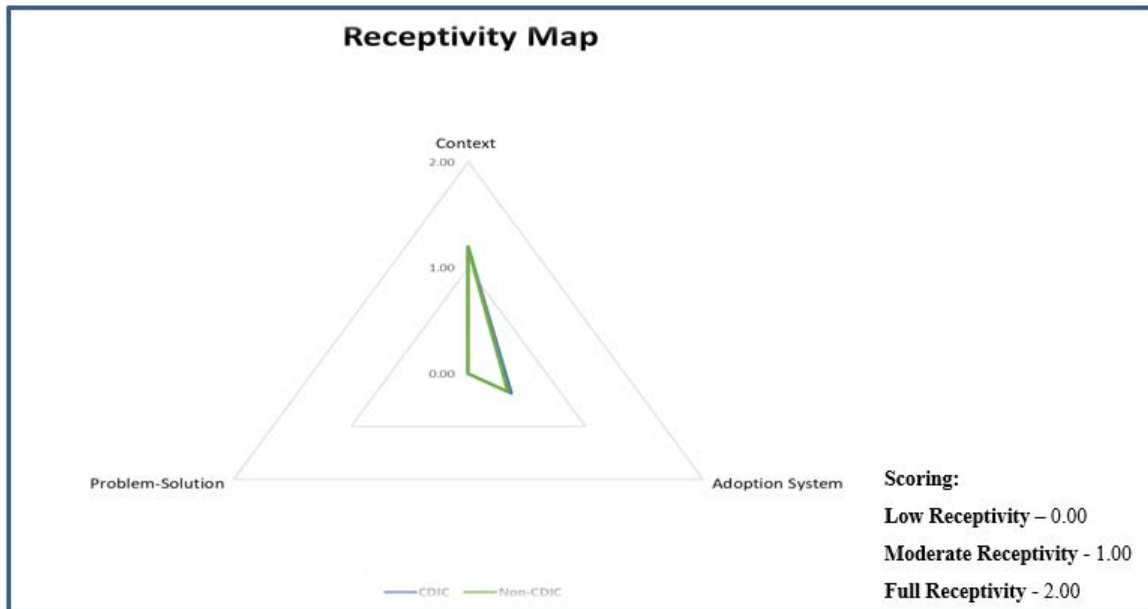 Receptivity Map
Context
2.00
1.00
0.00
Problem-Solution
Adoption System
Scoring:
Low Receptivity – 0.00
Moderate Receptivity - 1.00
Full Receptivity - 2.00
CDIC Non-CDIC